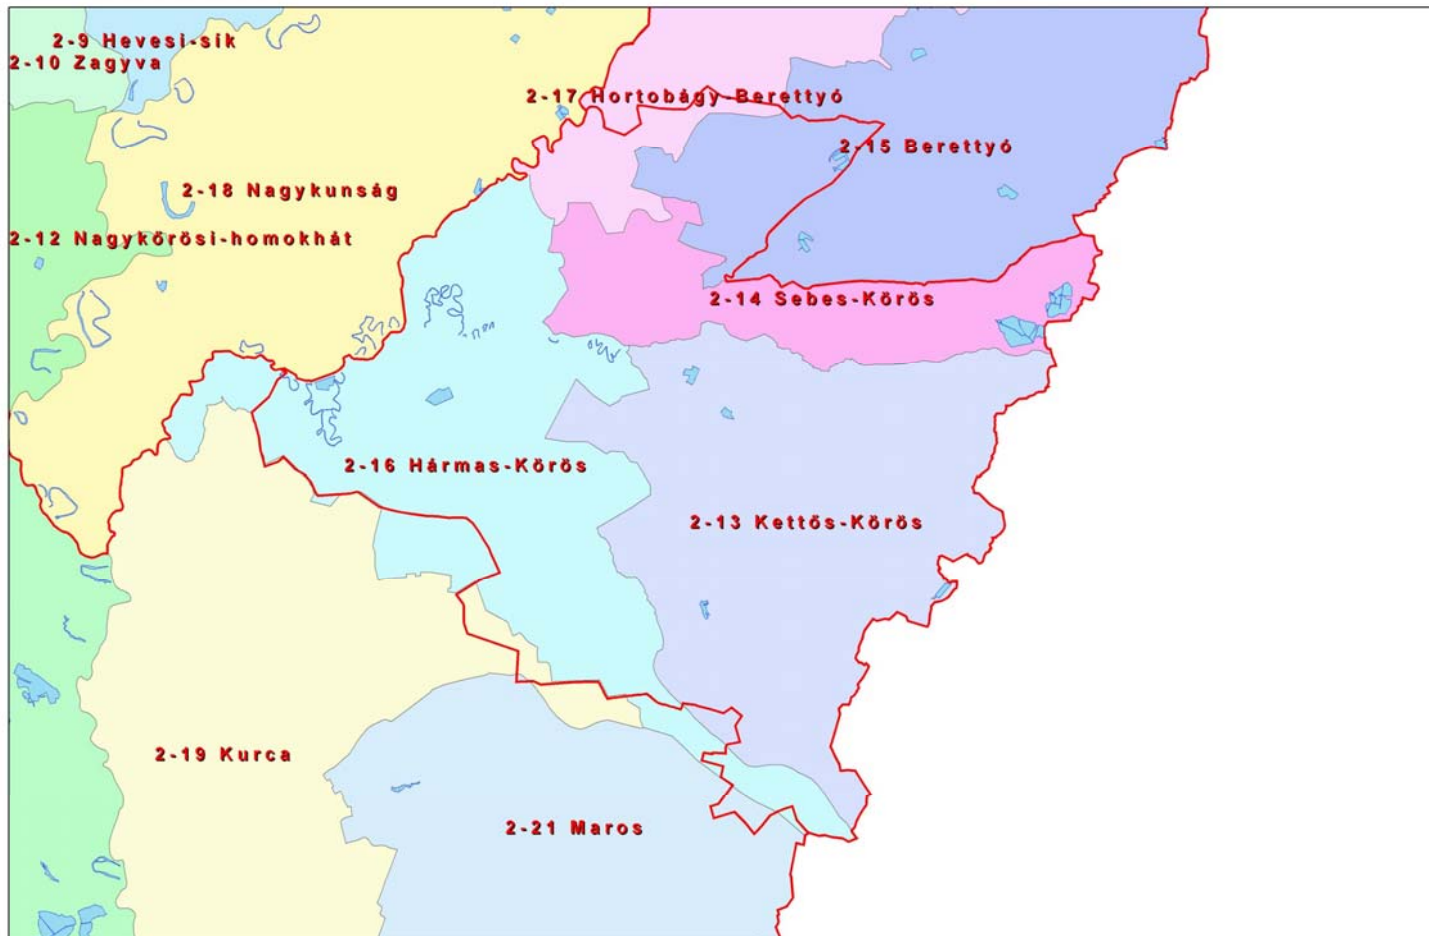 2-9 Hevesi-sík
2-10 Zagyva
2-17 Hortobágy-Berettyó
2-15 Berettyó
2-18 Nagykunság
2-12 Nagykőrösi-homokhát
2-14 Sebes-Körös
2-16 Hármas-Körös
2-13 Kettős-Körös
2-19 Kurca
2-21 Maros